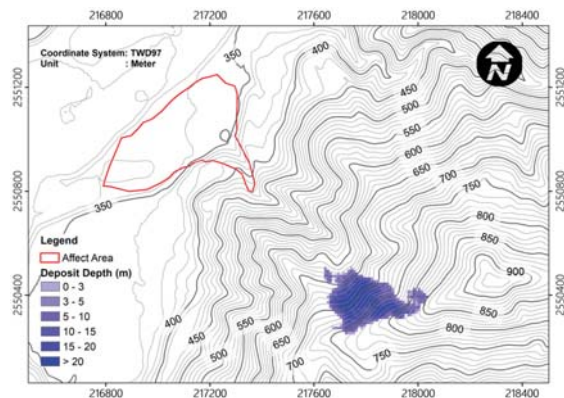 216800 217200 217600 218000 218400
Coordinate System: TWD97
Unit : Meter
N
350
400
450
500
550
600
650
700
750
800
850
900
850
800
750
350
400
450
500
550
600
650
700
2551200
2550800
2550400
2551200
2550800
2550400
Legend
Affect Area
Deposit Depth (m)
0 - 3
3 - 5
5 - 10
10 - 15
15 - 20
> 20
216800 217200 217600 218000 218400